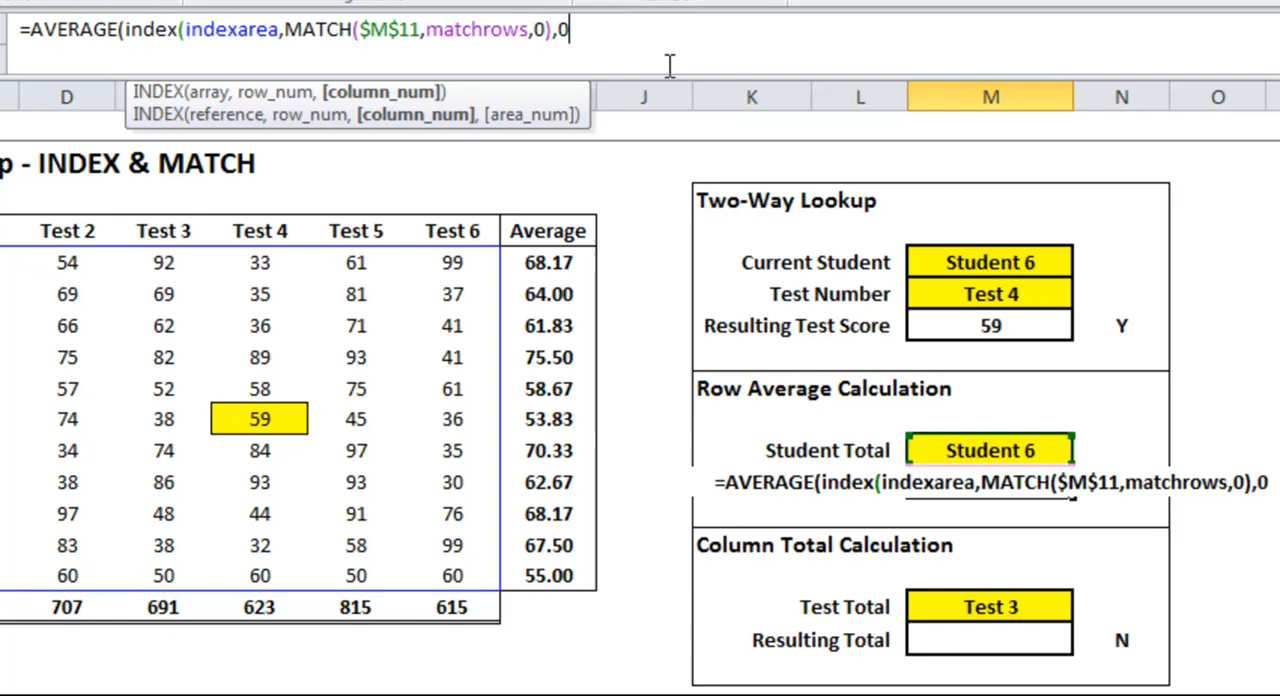 =AVERAGE(index(indexarea,MATCH($M$11,matchrows,0),0
INDEX(array, row_num, [column_num])
INDEX(reference, row_num, [column_num], [area_num])
D J K L M N O
p - INDEX & MATCH
Test 2 Test 3 Test 4 Test 5 Test 6 Average
54 92 33 61 99 68.17
69 69 35 81 37 64.00
66 62 36 71 41 61.83
75 82 89 93 41 75.50
57 52 58 75 61 58.67
74 38 59 45 36 53.83
34 74 84 97 35 70.33
38 86 93 93 30 62.67
97 48 44 91 76 68.17
83 38 32 58 99 67.50
60 50 60 50 60 55.00
707 691 623 815 615
Two-Way Lookup
Current Student Student 6
Test Number Test 4
Resulting Test Score 59 Y
Row Average Calculation
Student Total Student 6
=AVERAGE(index(indexarea,MATCH($M$11,matchrows,0),0
Column Total Calculation
Test Total Test 3
Resulting Total N